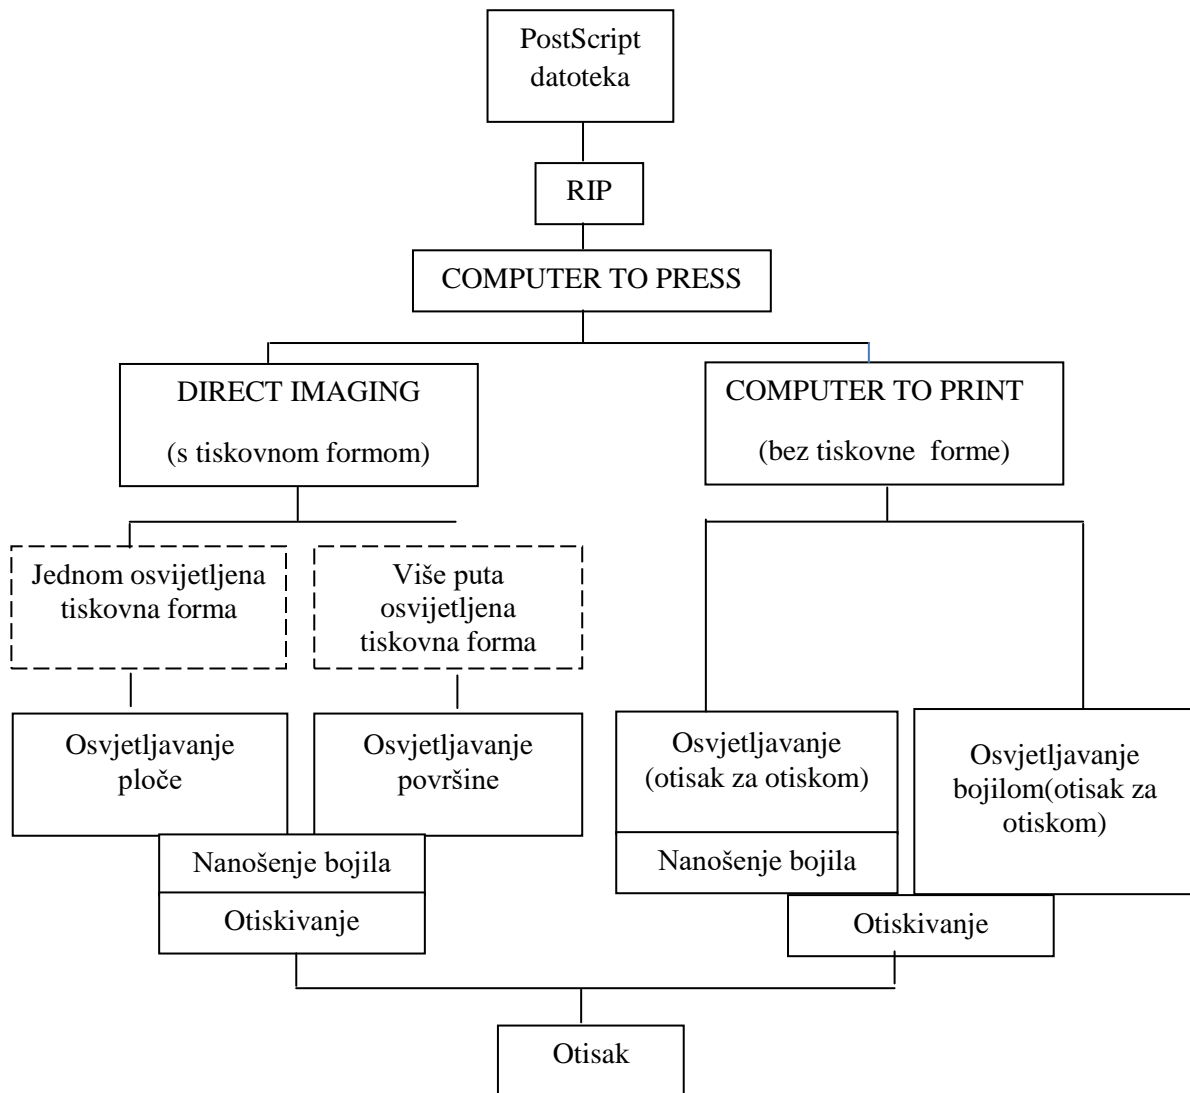 PostScript
datoteka
RIP
COMPUTER TO PRESS
DIRECT IMAGING
(s tiskovnom formom)
COMPUTER TO PRINT
(bez tiskovne forme)
Jednom osvijetljena
tiskovna forma
Više puta
osvijetljena
tiskovna forma
Osvjetljavanje
ploče
Osvjetljavanje
površine
Nanošenje bojila
Otiskivanje
Osvjetljavanje
(otisak za otiskom)
Nanošenje bojila
Osvjetljavanje
bojilom(otisak za
otiskom)
Otiskivanje
Otisak